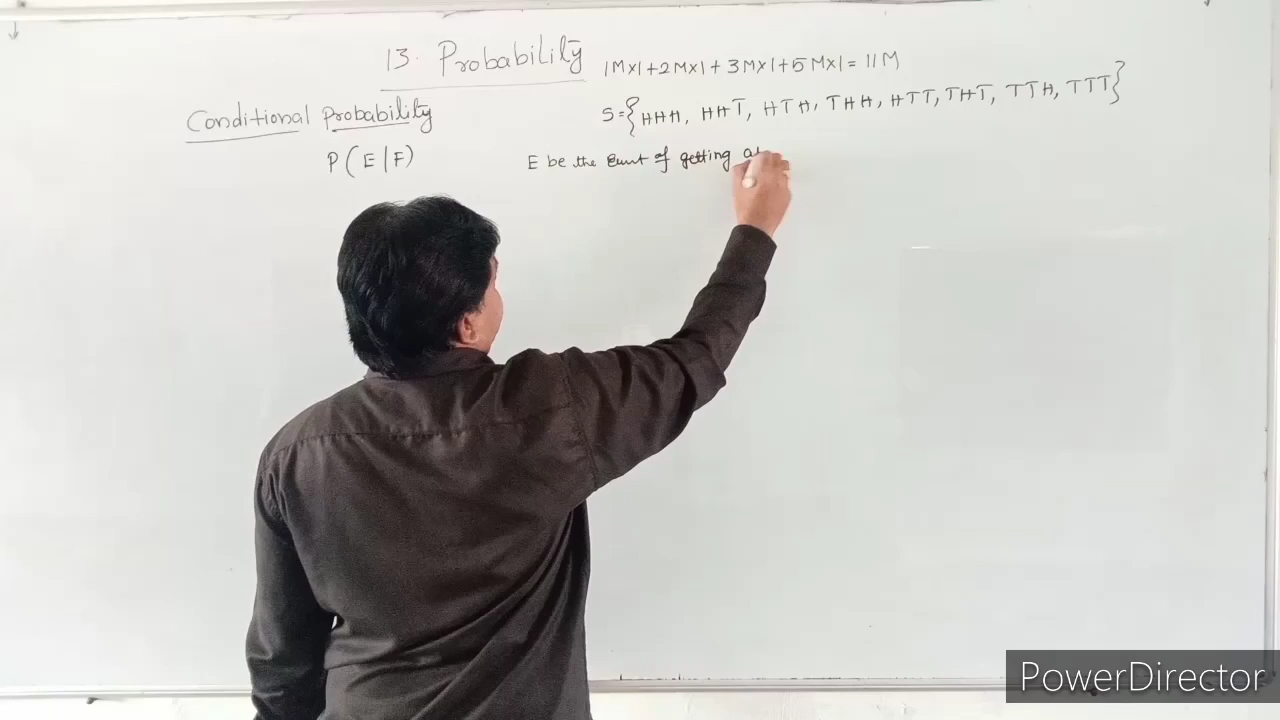 13. Probability
1M×1+2M×1+3M×1+5M×1=11M
Conditional Probability
S={HHH, HHT, HTH, THH, HTT, THT, TTH, TTT}
P(E|F)
E be the Event of getting
PowerDirector